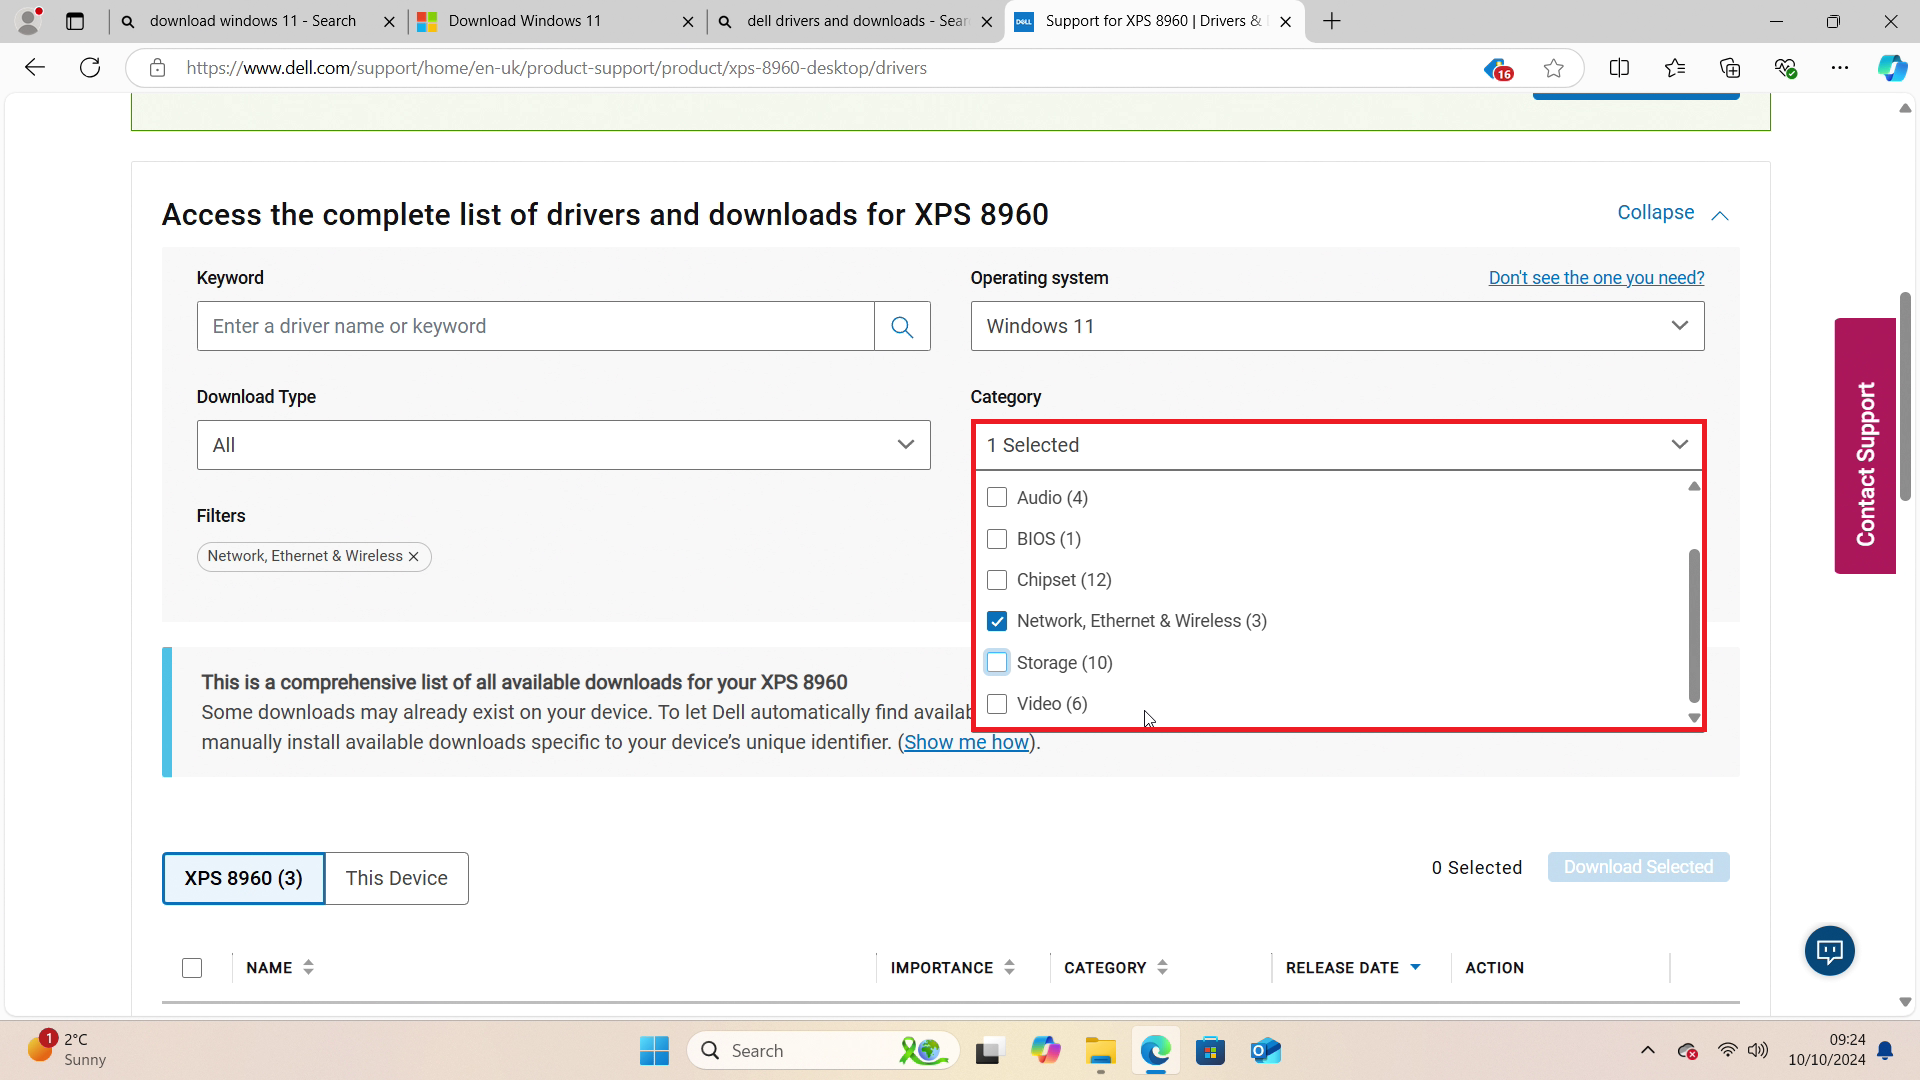 download windows 11 - Search
Download Windows 11
dell drivers and downloads - Sear
DELL
Support for XPS 8960 | Drivers &
https://www.dell.com/support/home/en-uk/product-support/product/xps-8960-desktop/drivers
16
Access the complete list of drivers and downloads for XPS 8960
Collapse
Keyword
Operating system
Don't see the one you need?
Enter a driver name or keyword
Windows 11
Download Type
Category
All
1 Selected
Audio (4)
Filters
BIOS (1)
Network, Ethernet & Wireless
Chipset (12)
Network, Ethernet & Wireless (3)
Storage (10)
Video (6)
Contact Support
This is a comprehensive list of all available downloads for your XPS 8960
Some downloads may already exist on your device. To let Dell automatically find availab
manually install available downloads specific to your device's unique identifier. (Show me how).
XPS 8960 (3)
This Device
0 Selected
Download Selected
NAME
IMPORTANCE
CATEGORY
RELEASE DATE
ACTION
1
2°C
Sunny
Search
09:24
10/10/2024